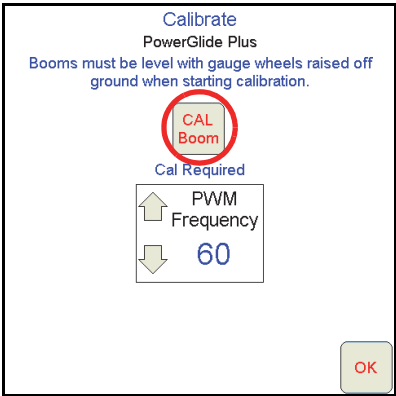 Calibrate
PowerGlide Plus
Booms must be level with gauge wheels raised off
ground when starting calibration.
CAL
Boom
Cal Required
PWM
Frequency
60
OK